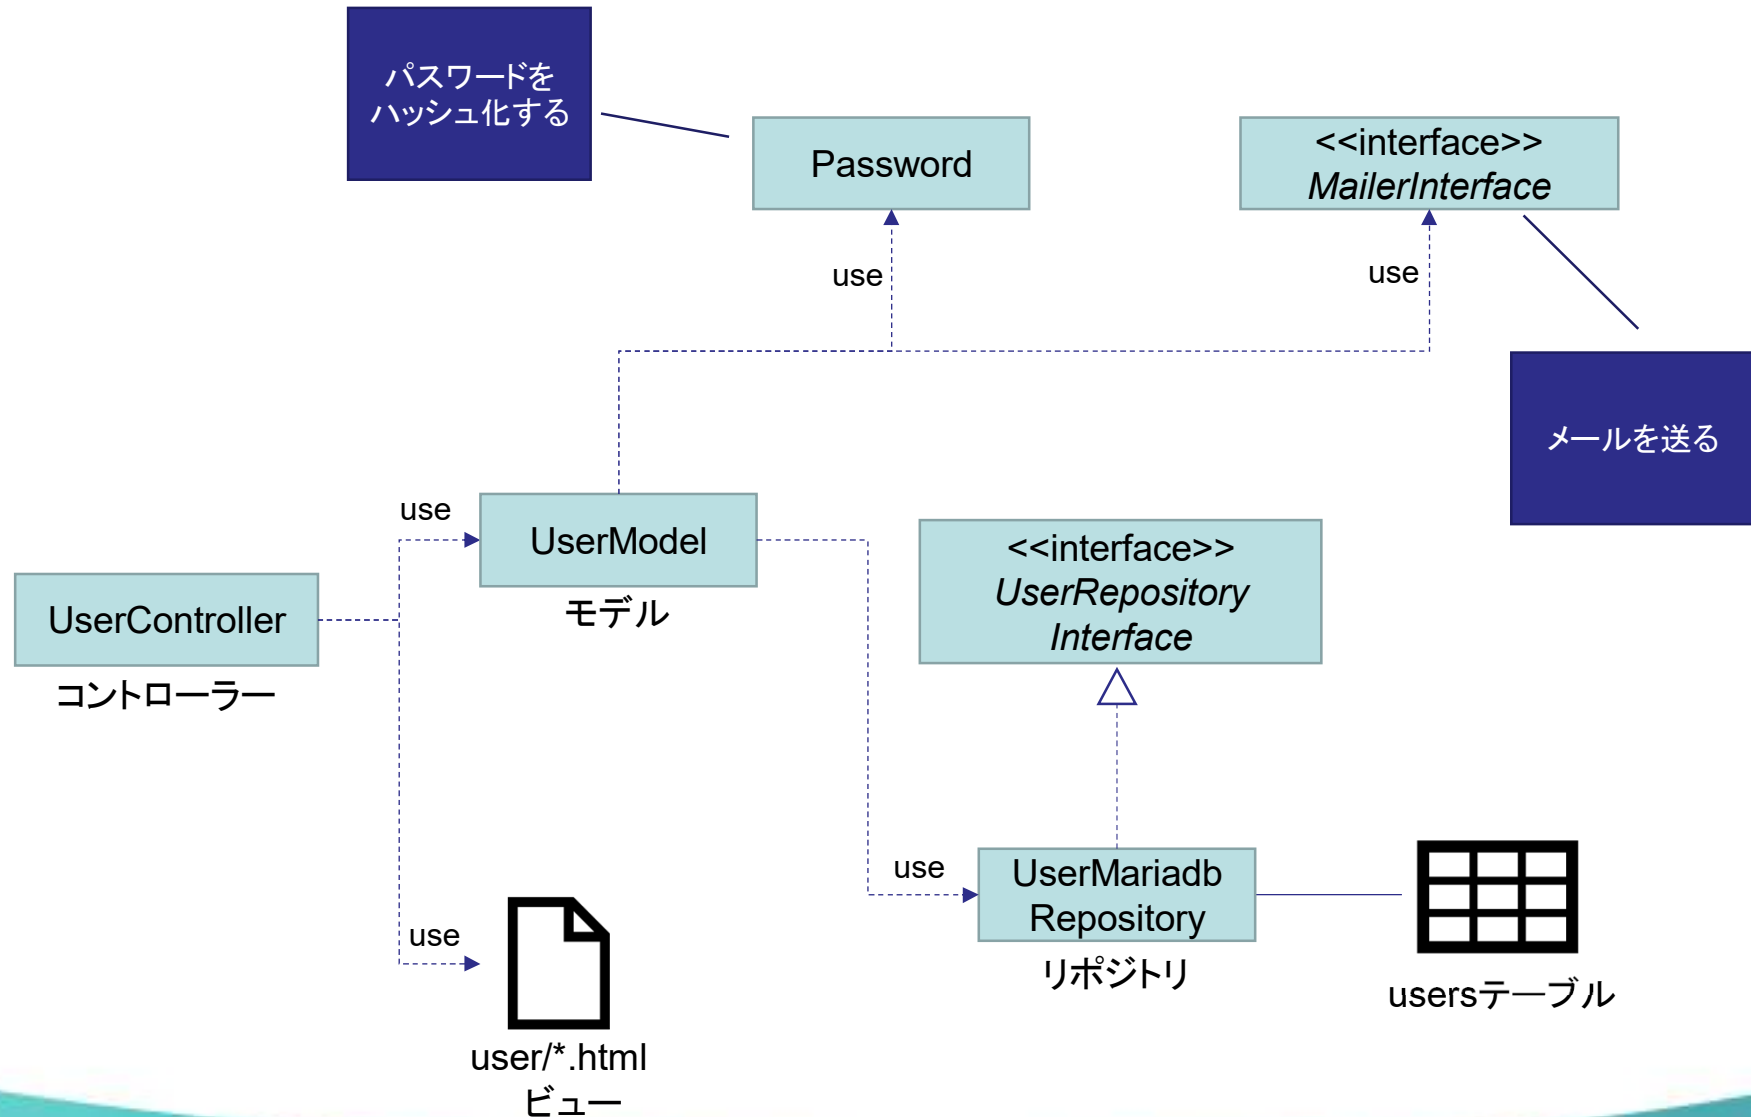 パスワードを
ハッシュ化する
Password
<<interface>>
MailerInterface
use
use
メールを送る
use
UserModel
モデル
<<interface>>
UserRepository
Interface
UserController
コントローラー
use
UserMariadb
Repository
リポジトリ
usersテーブル
use
user/*.html
ビュー